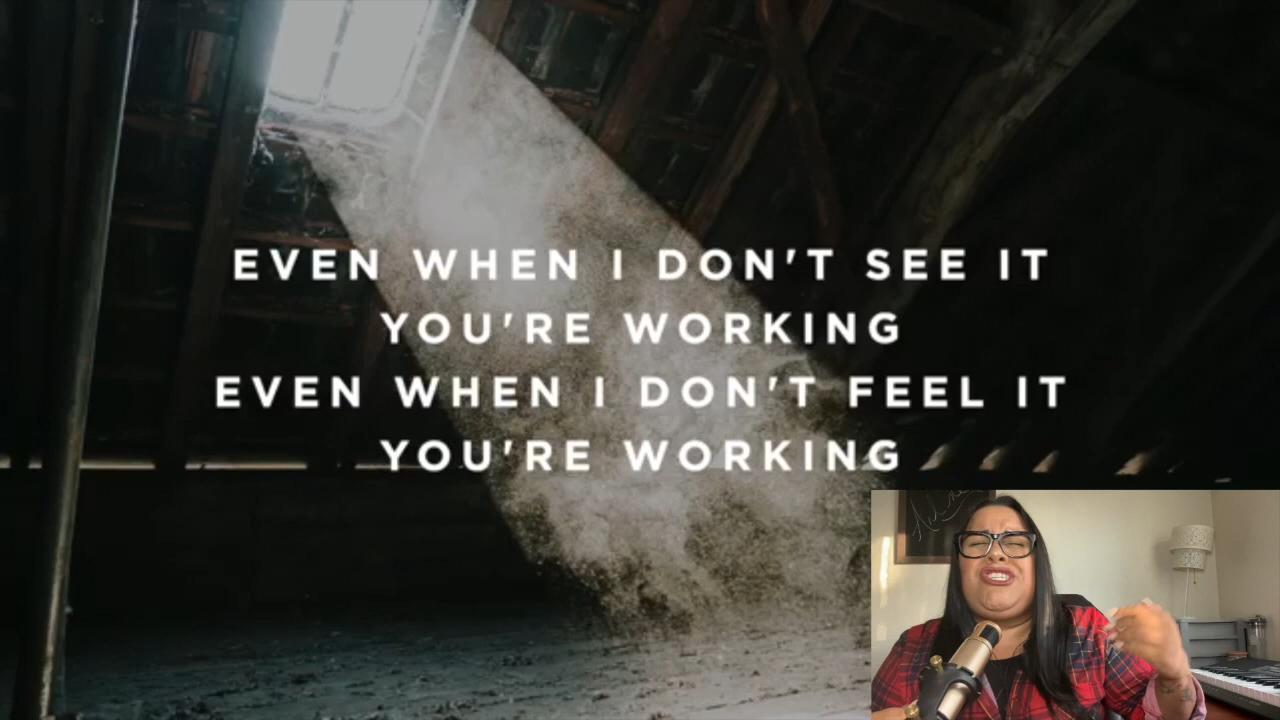 EVEN WHEN I DON'T SEE IT
YOU'RE WORKING
EVEN WHEN I DON'T FEEL IT
YOU'RE WORKING